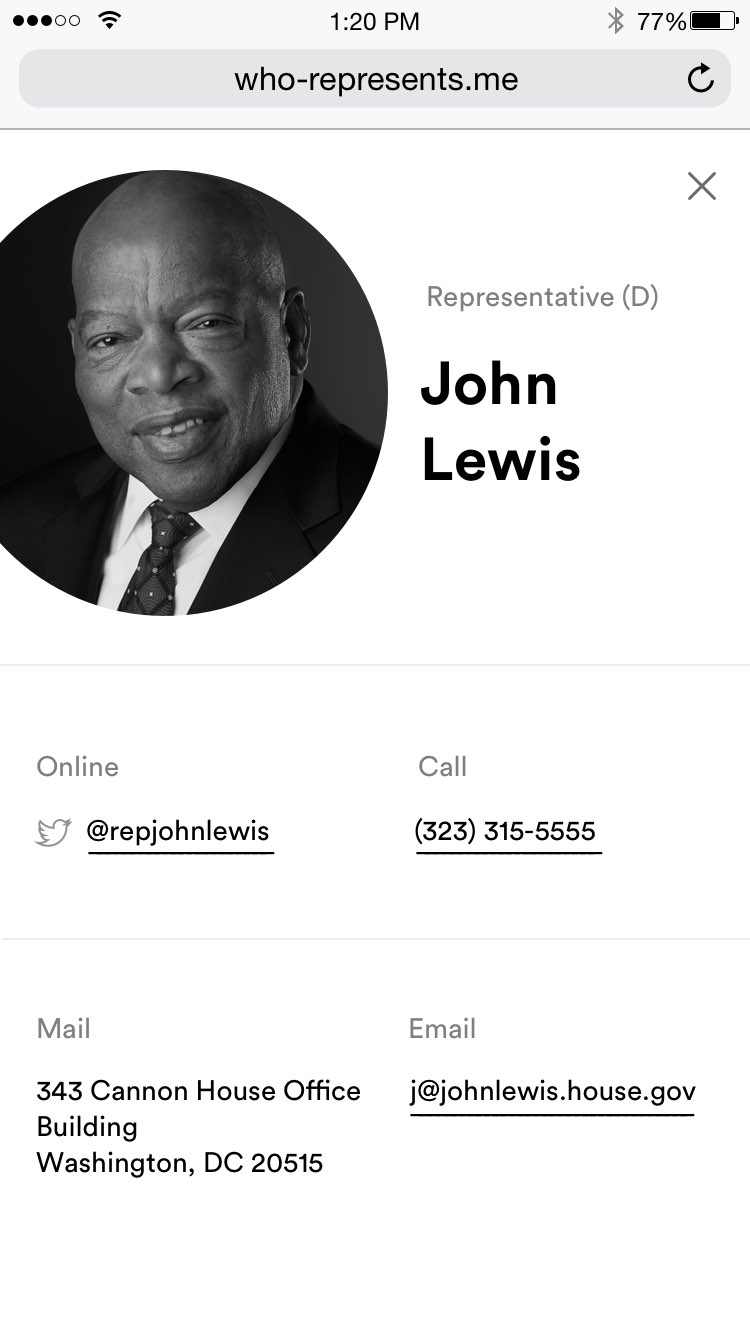 1:20 PM 77%
who-represents.me
Representative (D)
John
Lewis
Online
Call
@repjohnlewis
(323) 315-5555
Mail
Email
343 Cannon House Office
Building
Washington, DC 20515
j@johnlewis.house.gov